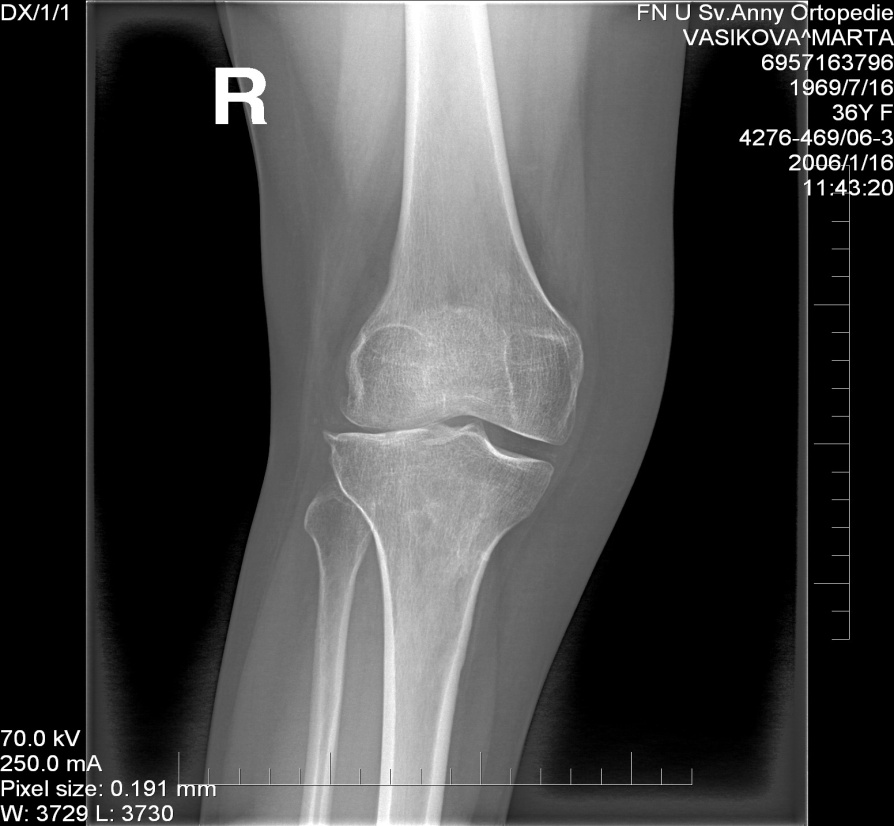 DX/1/1
FN U Sv.Anny Ortopedie
VASIKOVA^MARTA
6957163796
1969/7/16
36Y F
4276-469/06-3
2006/1/16
11:43:20
R
70.0 kV
250.0 mA
Pixel size: 0.191 mm
W: 3729 L: 3730